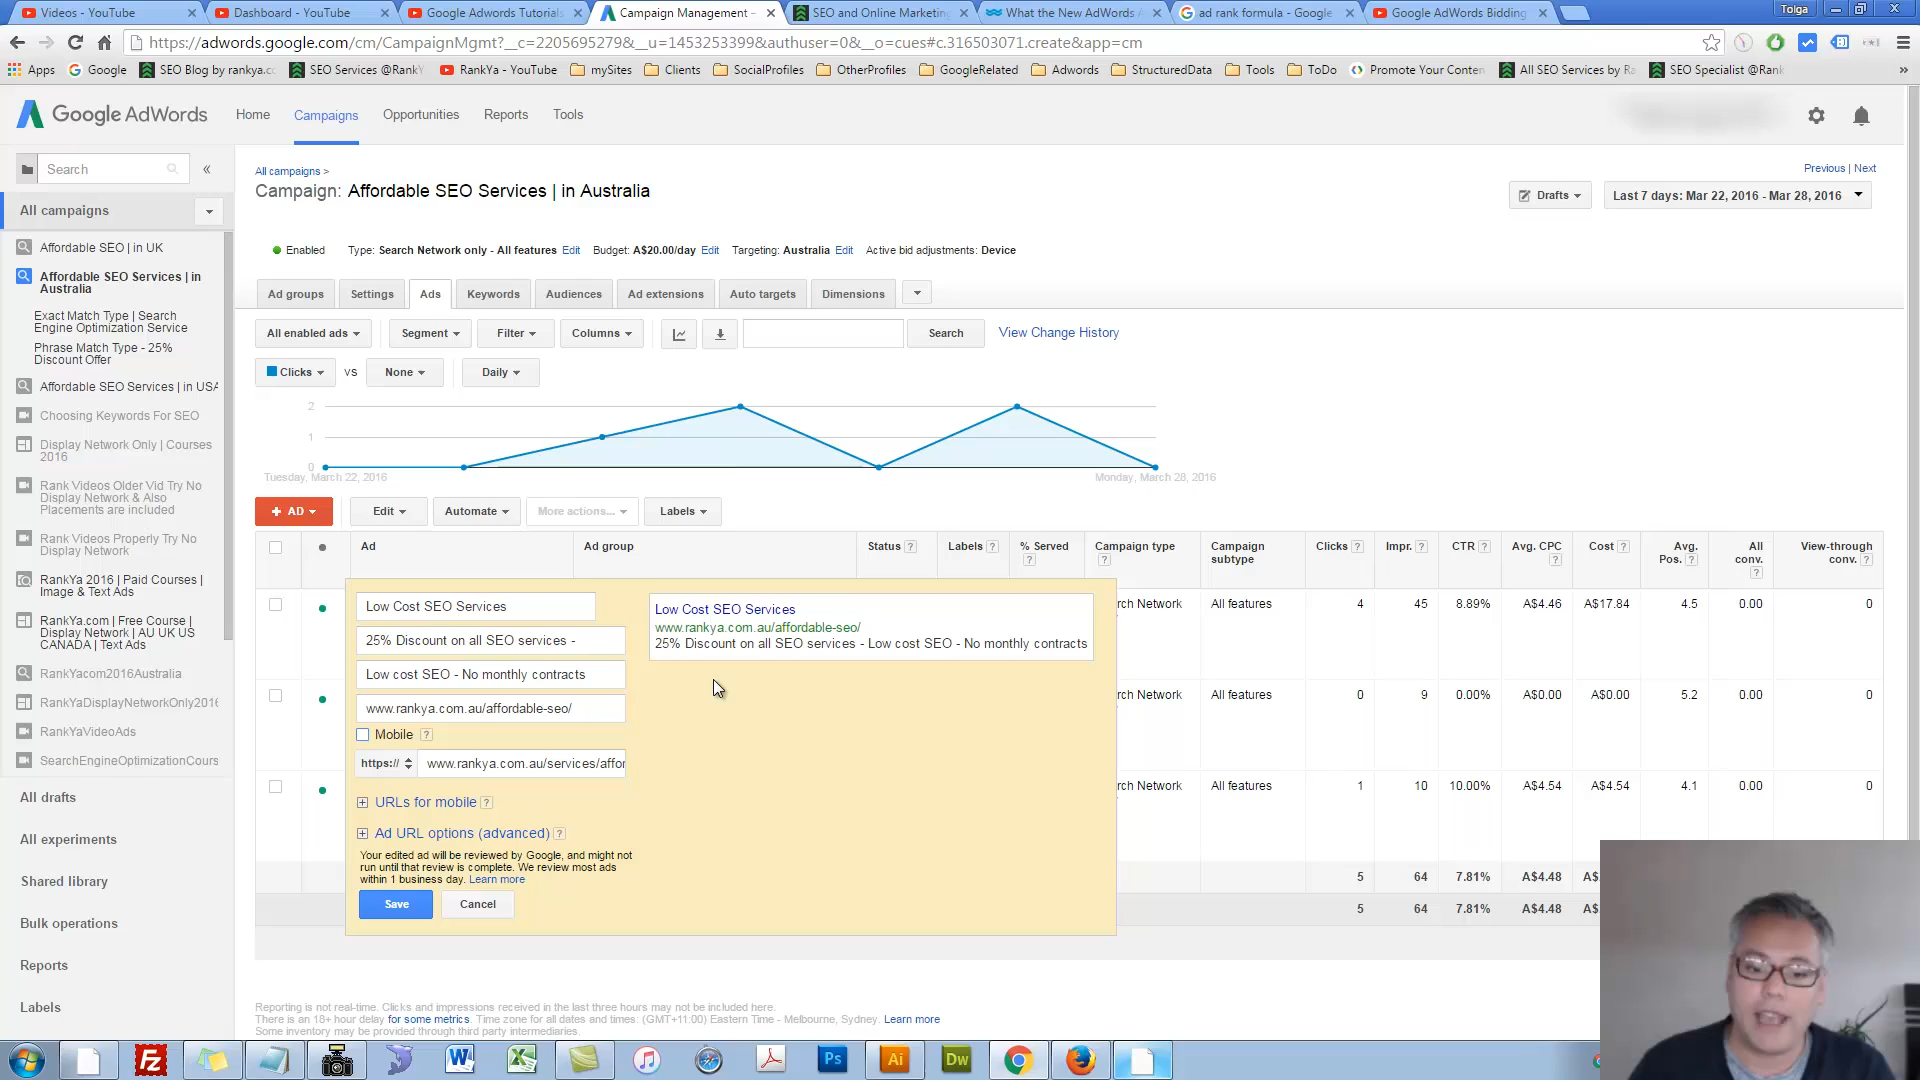 Videos - YouTube
Dashboard - YouTube
Google Adwords Tutorials
Campaign Management -
SEO and Online Marketing
What the New AdWords
ad rank formula - Google
Google AdWords Bidding
Tolga
https://adwords.google.com/cm/CampaignMgmt?__c=2205695279&__u=1453253399&authuser=0&__o=cues#c.316503071.create&app=cm
Apps
Google
SEO Blog by rankya.co
SEO Services @RankY
RankYa - YouTube
mySites
Clients
SocialProfiles
OtherProfiles
GoogleRelated
Adwords
StructuredData
Tools
ToDo
Promote Your Conten
All SEO Services by Ra
SEO Specialist @Rank
»
Google AdWords
Home
Campaigns
Opportunities
Reports
Tools
Search
«
All campaigns
Affordable SEO | in UK
Affordable SEO Services | in
Australia
Exact Match Type | Search
Engine Optimization Service
Phrase Match Type - 25%
Discount Offer
Affordable SEO Services | in USA
Choosing Keywords For SEO
Display Network Only | Courses
2016
Rank Videos Older Vid Try No
Display Network & Also
Placements are included
Rank Videos Properly Try No
Display Network
RankYa 2016 | Paid Courses |
Image & Text Ads
RankYa.com | Free Course |
Display Network | AU UK US
CANADA | Text Ads
RankYacom2016Australia
RankYaDisplayNetworkOnly2016
RankYaVideoAds
SearchEngineOptimizationCours
All drafts
All experiments
Shared library
Bulk operations
Reports
Labels
All campaigns >
Campaign: Affordable SEO Services | in Australia
Previous | Next
Drafts
Last 7 days: Mar 22, 2016 - Mar 28, 2016
Enabled Type: Search Network only - All features Edit Budget: A$20.00/day Edit Targeting: Australia Edit Active bid adjustments: Device
Ad groups
Settings
Ads
Keywords
Audiences
Ad extensions
Auto targets
Dimensions
All enabled ads
Segment
Filter
Columns
Search
View Change History
Clicks
vs
None
Daily
2
1
0
Tuesday, March 22, 2016
Monday, March 28, 2016
+ AD
Edit
Automate
More actions...
Labels
Ad
Ad group
Status ?
Labels ?
% Served
?
Campaign type
?
Campaign
subtype
Clicks ?
Impr. ?
CTR ?
Avg. CPC
?
Cost ?
Avg.
Pos. ?
All
conv.
?
View-through
conv. ?
rch Network All features 4 45 8.89% A$4.46 A$17.84 4.5 0.00 0
rch Network All features 0 9 0.00% A$0.00 A$0.00 5.2 0.00 0
rch Network All features 1 10 10.00% A$4.54 A$4.54 4.1 0.00 0
5 64 7.81% A$4.48 A$
5 64 7.81% A$4.48 A$
Low Cost SEO Services
25% Discount on all SEO services -
Low cost SEO - No monthly contracts
www.rankya.com.au/affordable-seo/
Mobile ?
https://
www.rankya.com.au/services/affor
URLs for mobile ?
Ad URL options (advanced) ?
Your edited ad will be reviewed by Google, and might not
run until that review is complete. We review most ads
within 1 business day. Learn more
Save
Cancel
Low Cost SEO Services
www.rankya.com.au/affordable-seo/
25% Discount on all SEO services - Low cost SEO - No monthly contracts
Reporting is not real-time. Clicks and impressions received in the last three hours may not be included here.
There is an 18+ hour delay for some metrics. Time zone for all dates and times: (GMT+11:00) Eastern Time - Melbourne, Sydney. Learn more
Some inventory may be provided through third party intermediaries.
Fz
W
X
Ps
Ai
Dw